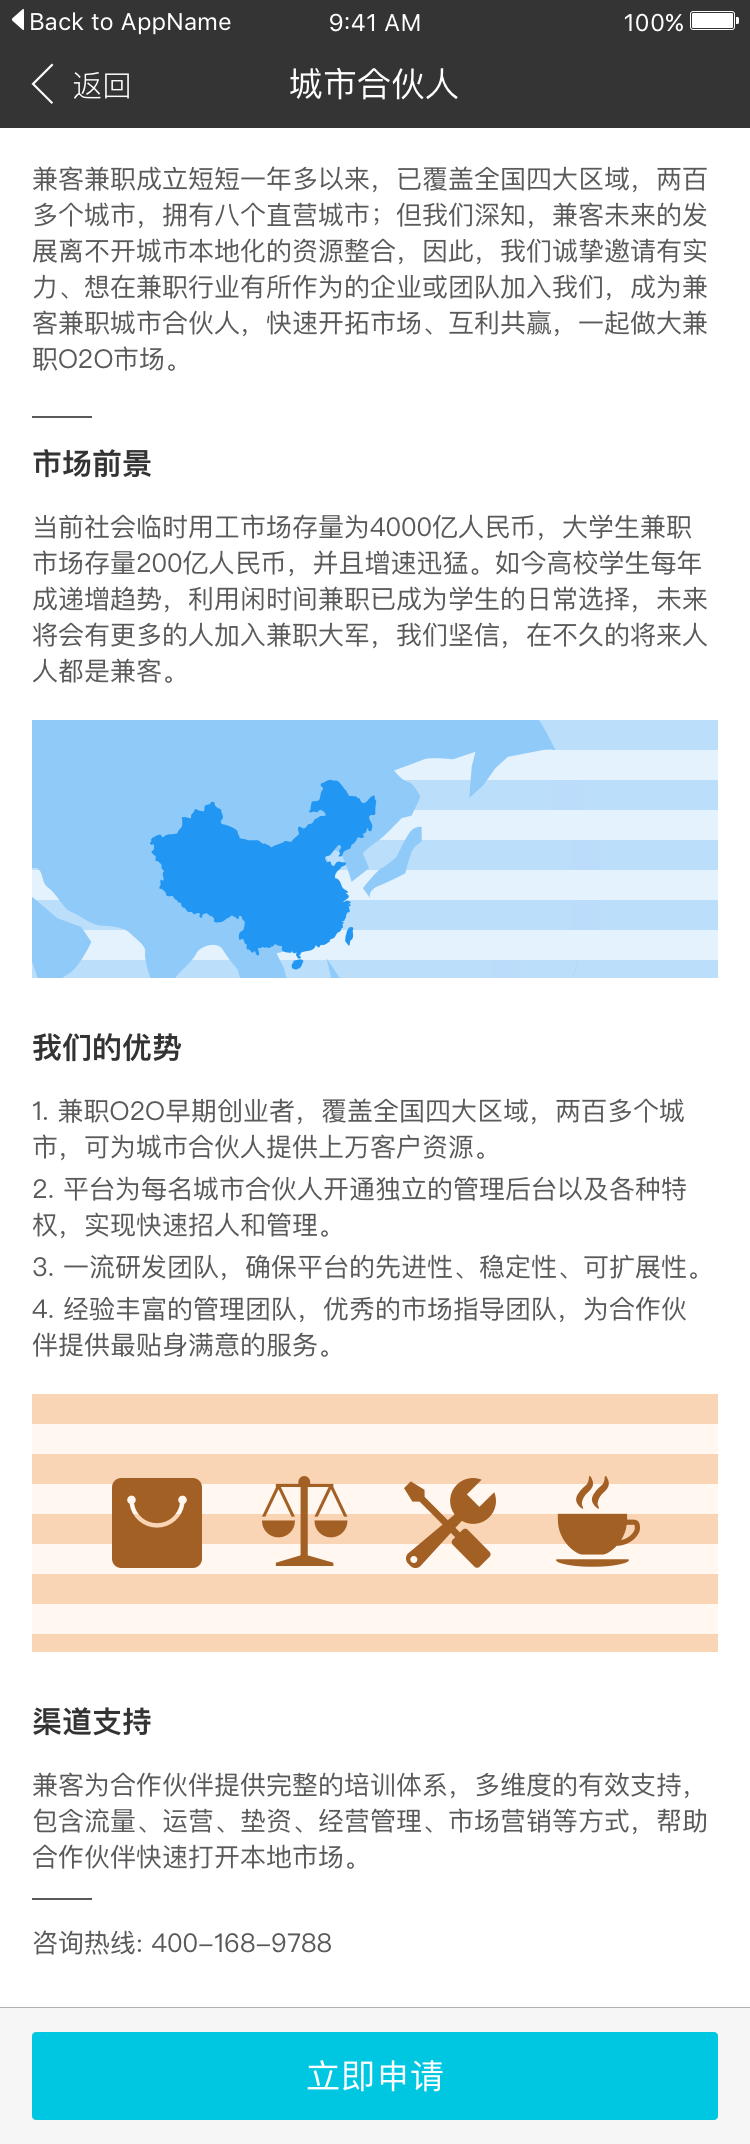 Back to AppName 9:41 AM 100%
返回 城市合伙人
兼客兼职成立短短一年多以来，已覆盖全国四大区域，两百
多个城市，拥有八个直营城市；但我们深知，兼客未来的发
展离不开城市本地化的资源整合，因此，我们诚挚邀请有实
力、想在兼职行业有所作为的企业或团队加入我们，成为兼
客兼职城市合伙人，快速开拓市场、互利共赢，一起做大兼
职O2O市场。
市场前景
当前社会临时用工市场存量为4000亿人民币，大学生兼职
市场存量200亿人民币，并且增速迅猛。如今高校学生每年
成递增趋势，利用闲时间兼职已成为学生的日常选择，未来
将会有更多的人加入兼职大军，我们坚信，在不久的将来人
人都是兼客。
我们的优势
1. 兼职O2O早期创业者，覆盖全国四大区域，两百多个城
市，可为城市合伙人提供上万客户资源。
2. 平台为每名城市合伙人开通独立的管理后台以及各种特
权，实现快速招人和管理。
3. 一流研发团队，确保平台的先进性、稳定性、可扩展性。
4. 经验丰富的管理团队，优秀的市场指导团队，为合作伙
伴提供最贴身满意的服务。
渠道支持
兼客为合作伙伴提供完整的培训体系，多维度的有效支持，
包含流量、运营、垫资、经营管理、市场营销等方式，帮助
合作伙伴快速打开本地市场。
咨询热线: 400-168-9788
立即申请